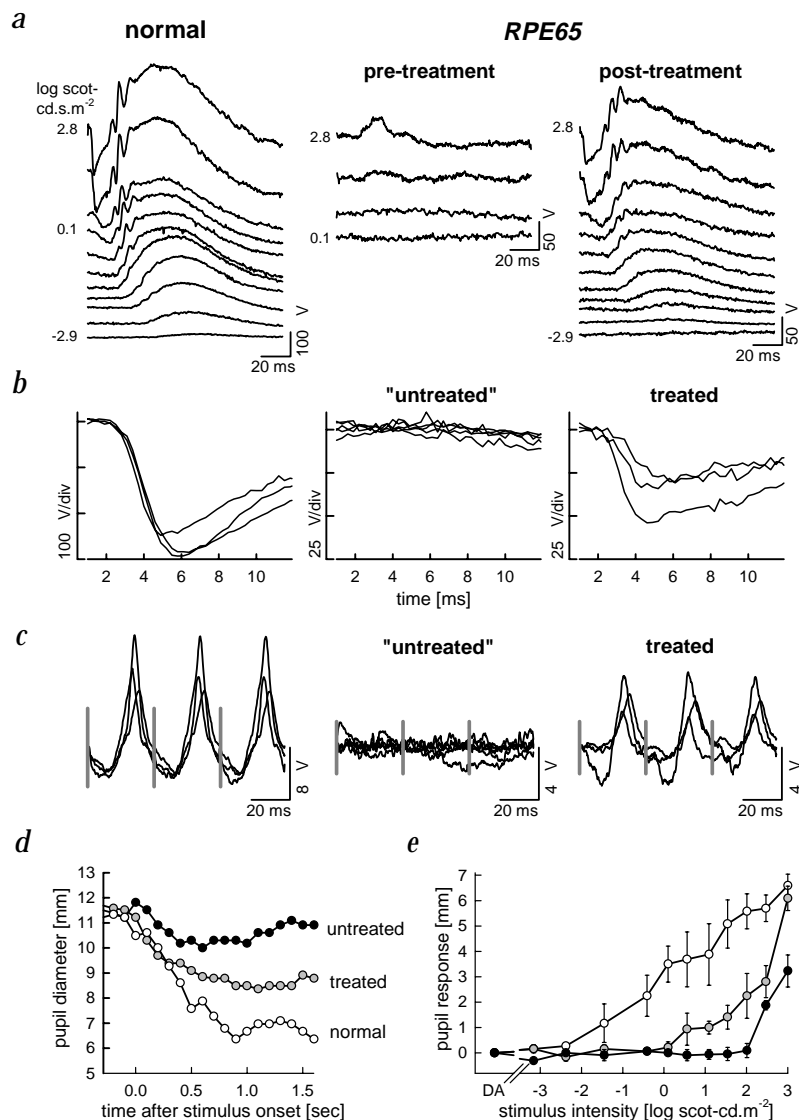 a
normal
RPE65
pre-treatment
post-treatment
log scot-
cd.s.m-2
2.8
0.1
-2.9
20 ms
100
V
2.8
0.1
20 ms
50
V
2.8
-2.9
20 ms
50
V
b
"untreated"
treated
100 V/div
2 4 6 8 10
25 V/div
2 4 6 8 10
25 V/div
2 4 6 8 10
time [ms]
c
"untreated"
treated
20 ms
8
V
20 ms
4
V
20 ms
4
V
d
pupil diameter [mm]
13
12
11
10
9
8
7
6
5
untreated
treated
normal
0.0 0.5 1.0 1.5
time after stimulus onset [sec]
e
pupil response [mm]
7
6
5
4
3
2
1
0
DA -3 -2 -1 0 1 2 3
stimulus intensity [log scot-cd.m-2]